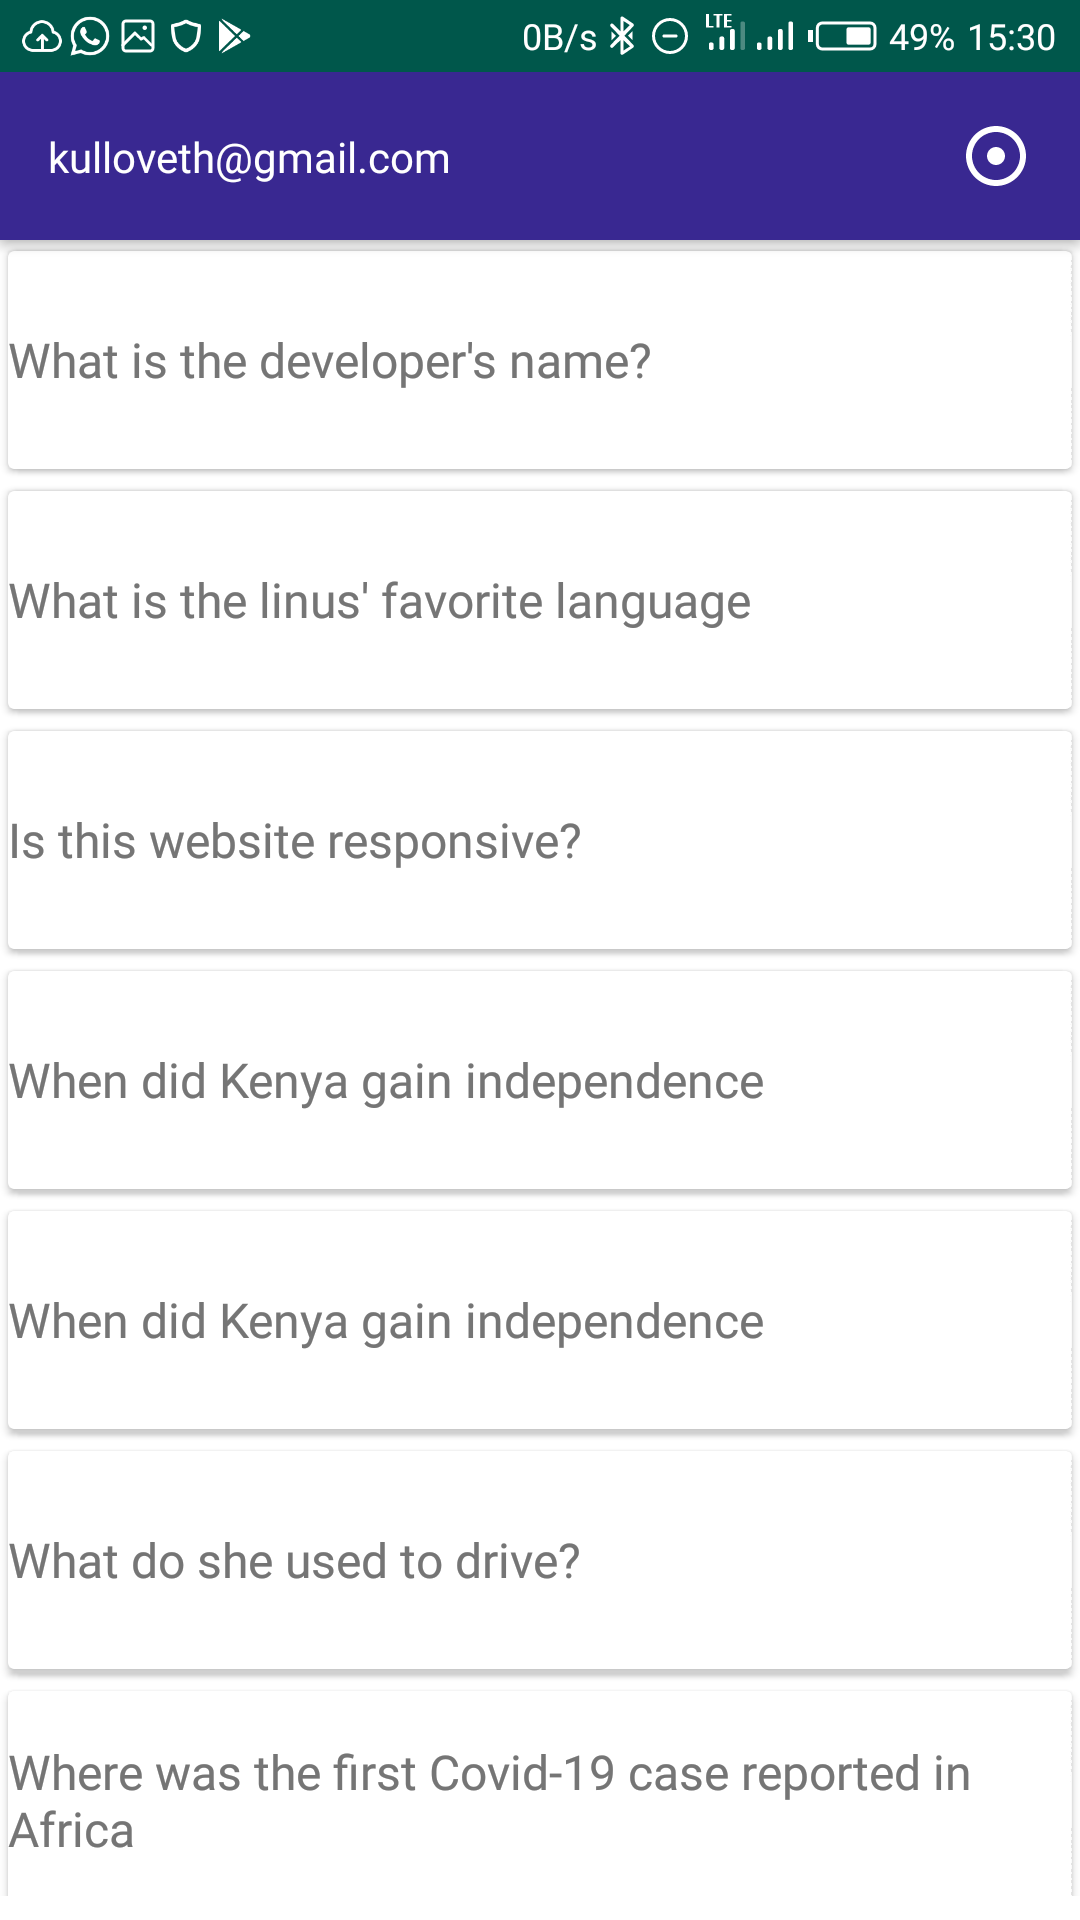 0B/s LTE 49% 15:30
kulloveth@gmail.com
What is the developer's name?
What is the linus' favorite language
Is this website responsive?
When did Kenya gain independence
When did Kenya gain independence
What do she used to drive?
Where was the first Covid-19 case reported in
Africa